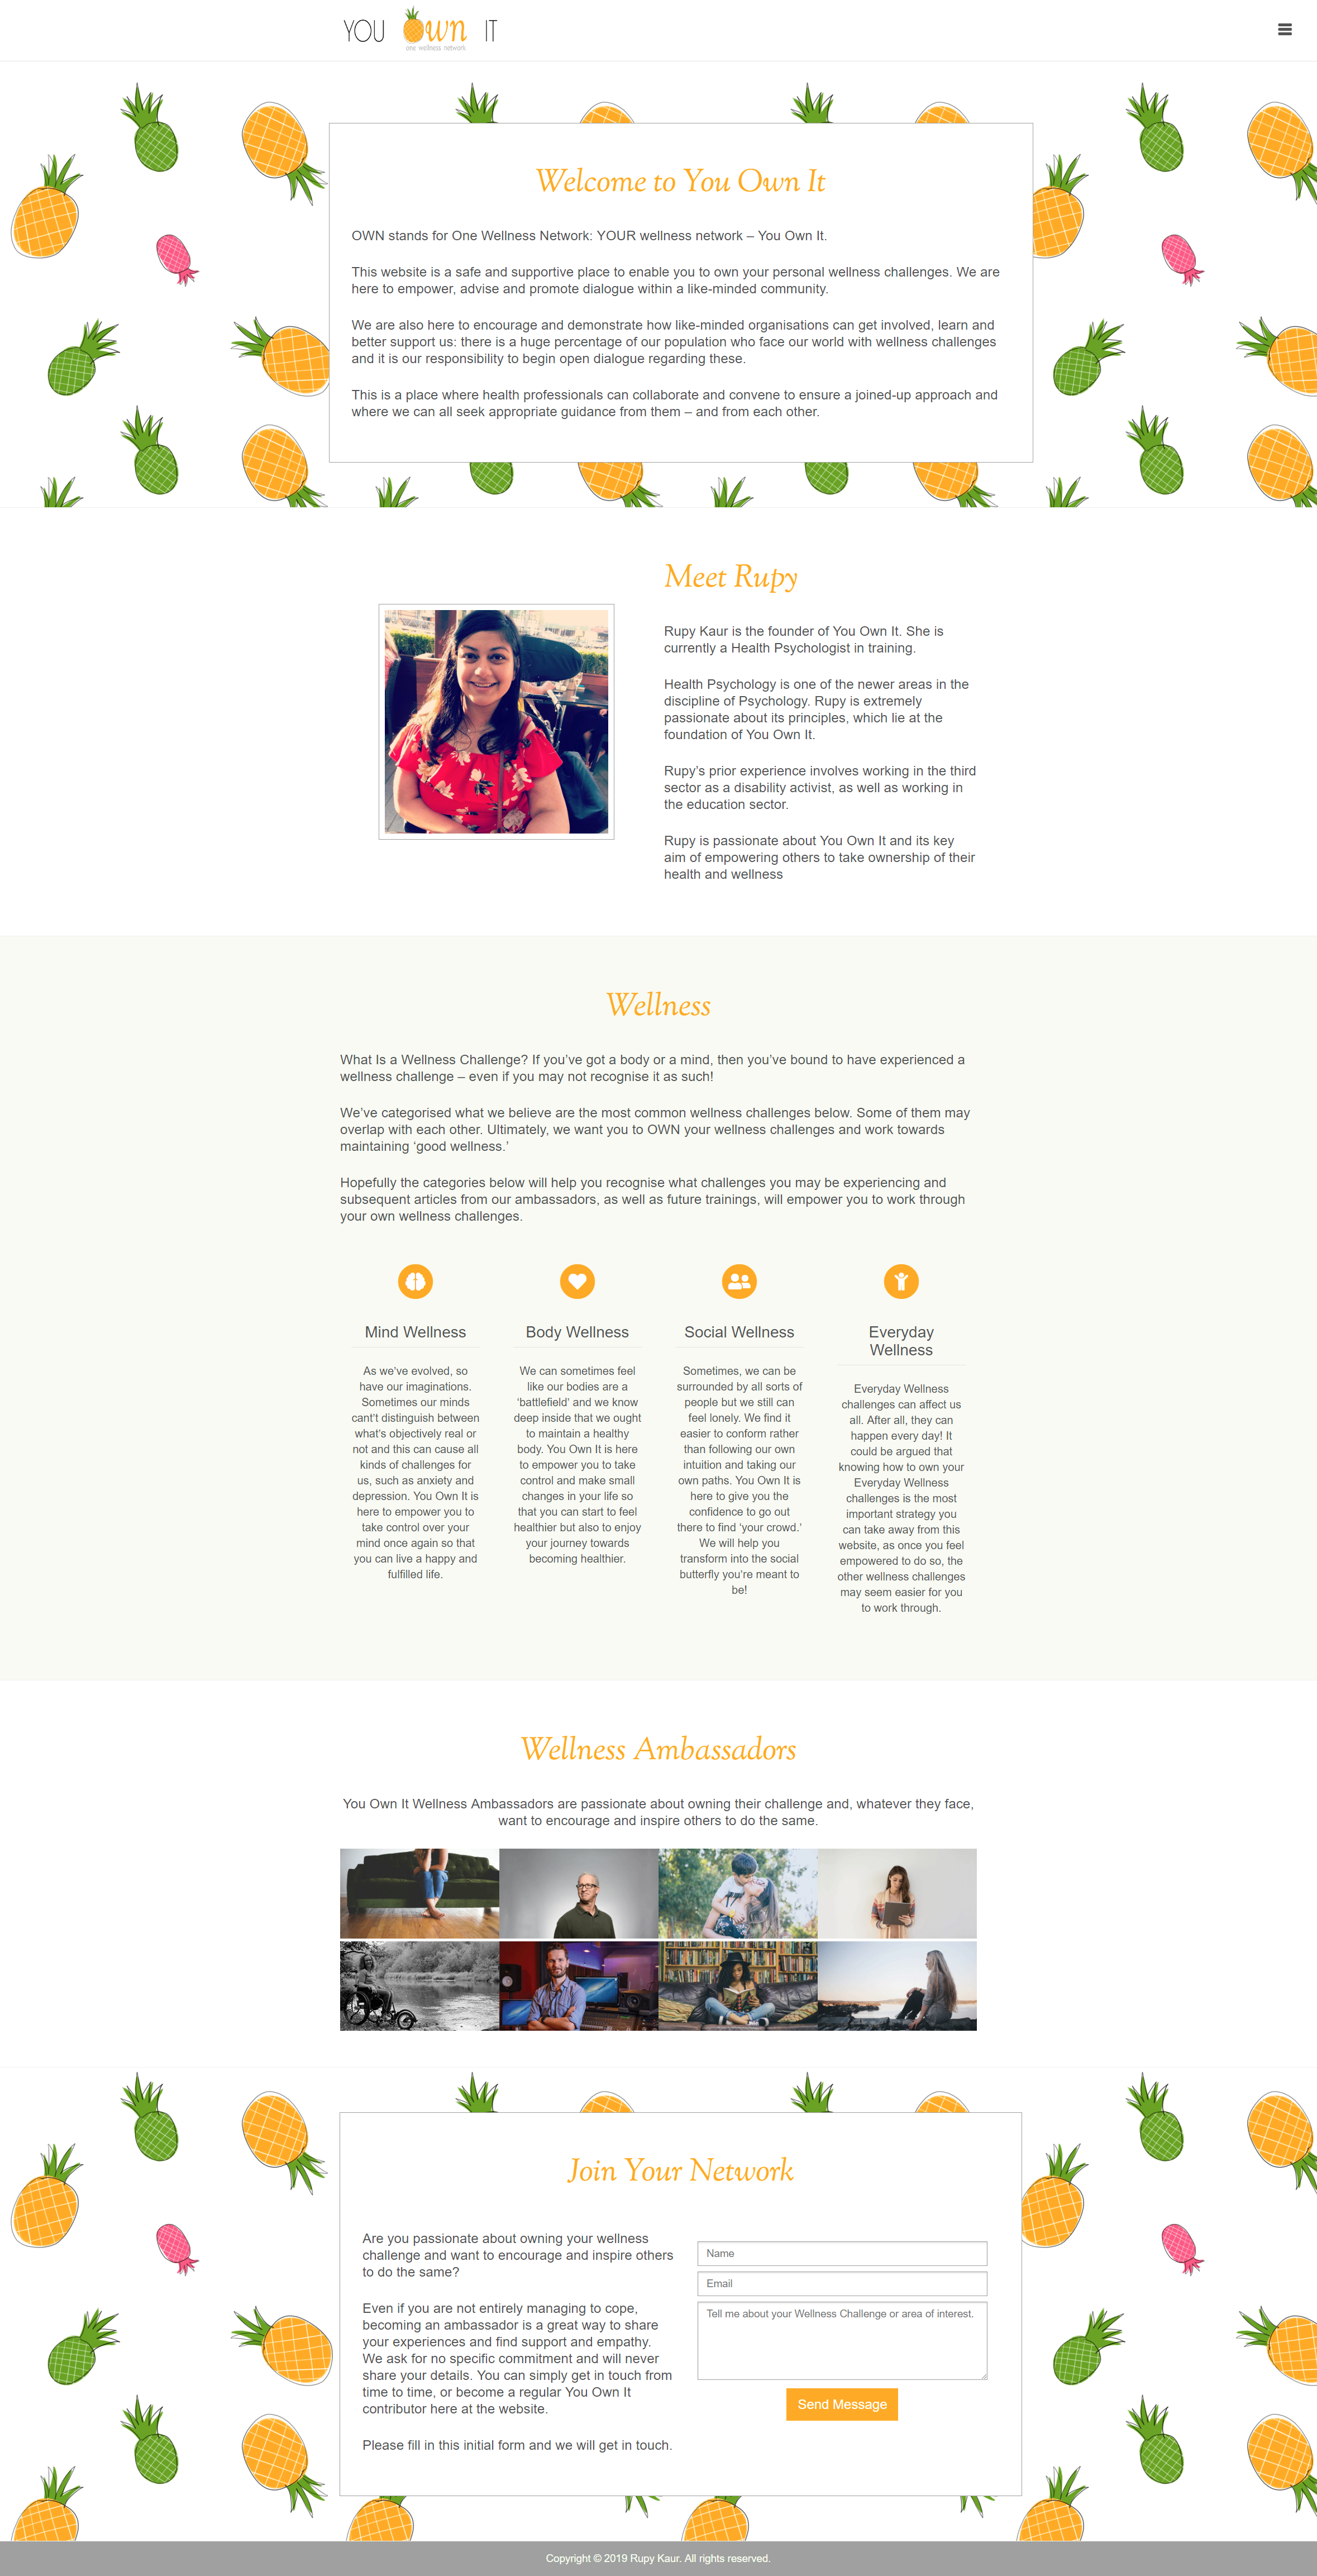 YOU Own IT
one wellness network
Welcome to You Own It
OWN stands for One Wellness Network: YOUR wellness network – You Own It.
This website is a safe and supportive place to enable you to own your personal wellness challenges. We are
here to empower, advise and promote dialogue within a like-minded community.
We are also here to encourage and demonstrate how like-minded organisations can get involved, learn and
better support us: there is a huge percentage of our population who face our world with wellness challenges
and it is our responsibility to begin open dialogue regarding these.
This is a place where health professionals can collaborate and convene to ensure a joined-up approach and
where we can all seek appropriate guidance from them – and from each other.
Meet Rupy
Rupy Kaur is the founder of You Own It. She is
currently a Health Psychologist in training.
Health Psychology is one of the newer areas in the
discipline of Psychology. Rupy is extremely
passionate about its principles, which lie at the
foundation of You Own It.
Rupy’s prior experience involves working in the third
sector as a disability activist, as well as working in
the education sector.
Rupy is passionate about You Own It and its key
aim of empowering others to take ownership of their
health and wellness
Wellness
What Is a Wellness Challenge? If you’ve got a body or a mind, then you’ve bound to have experienced a
wellness challenge – even if you may not recognise it as such!
We’ve categorised what we believe are the most common wellness challenges below. Some of them may
overlap with each other. Ultimately, we want you to OWN your wellness challenges and work towards
maintaining ‘good wellness.’
Hopefully the categories below will help you recognise what challenges you may be experiencing and
subsequent articles from our ambassadors, as well as future trainings, will empower you to work through
your own wellness challenges.
Mind Wellness
As we’ve evolved, so
have our imaginations.
Sometimes our minds
cant’t distinguish between
what’s objectively real or
not and this can cause all
kinds of challenges for
us, such as anxiety and
depression. You Own It is
here to empower you to
take control over your
mind once again so that
you can live a happy and
fulfilled life.
Body Wellness
We can sometimes feel
like our bodies are a
‘battlefield’ and we know
deep inside that we ought
to maintain a healthy
body. You Own It is here
to empower you to take
control and make small
changes in your life so
that you can start to feel
healthier but also to enjoy
your journey towards
becoming healthier.
Social Wellness
Sometimes, we can be
surrounded by all sorts of
people but we still can
feel lonely. We find it
easier to conform rather
than following our own
intuition and taking our
own paths. You Own It is
here to give you the
confidence to go out
there to find ‘your crowd.’
We will help you
transform into the social
butterfly you’re meant to
be!
Everyday
Wellness
Everyday Wellness
challenges can affect us
all. After all, they can
happen every day! It
could be argued that
knowing how to own your
Everyday Wellness
challenges is the most
important strategy you
can take away from this
website, as once you feel
empowered to do so, the
other wellness challenges
may seem easier for you
to work through.
Wellness Ambassadors
You Own It Wellness Ambassadors are passionate about owning their challenge and, whatever they face,
want to encourage and inspire others to do the same.
Join Your Network
Are you passionate about owning your wellness
challenge and want to encourage and inspire others
to do the same?
Even if you are not entirely managing to cope,
becoming an ambassador is a great way to share
your experiences and find support and empathy.
We ask for no specific commitment and will never
share your details. You can simply get in touch from
time to time, or become a regular You Own It
contributor here at the website.
Please fill in this initial form and we will get in touch.
Name
Email
Tell me about your Wellness Challenge or area of interest.
Send Message
Copyright © 2019 Rupy Kaur. All rights reserved.